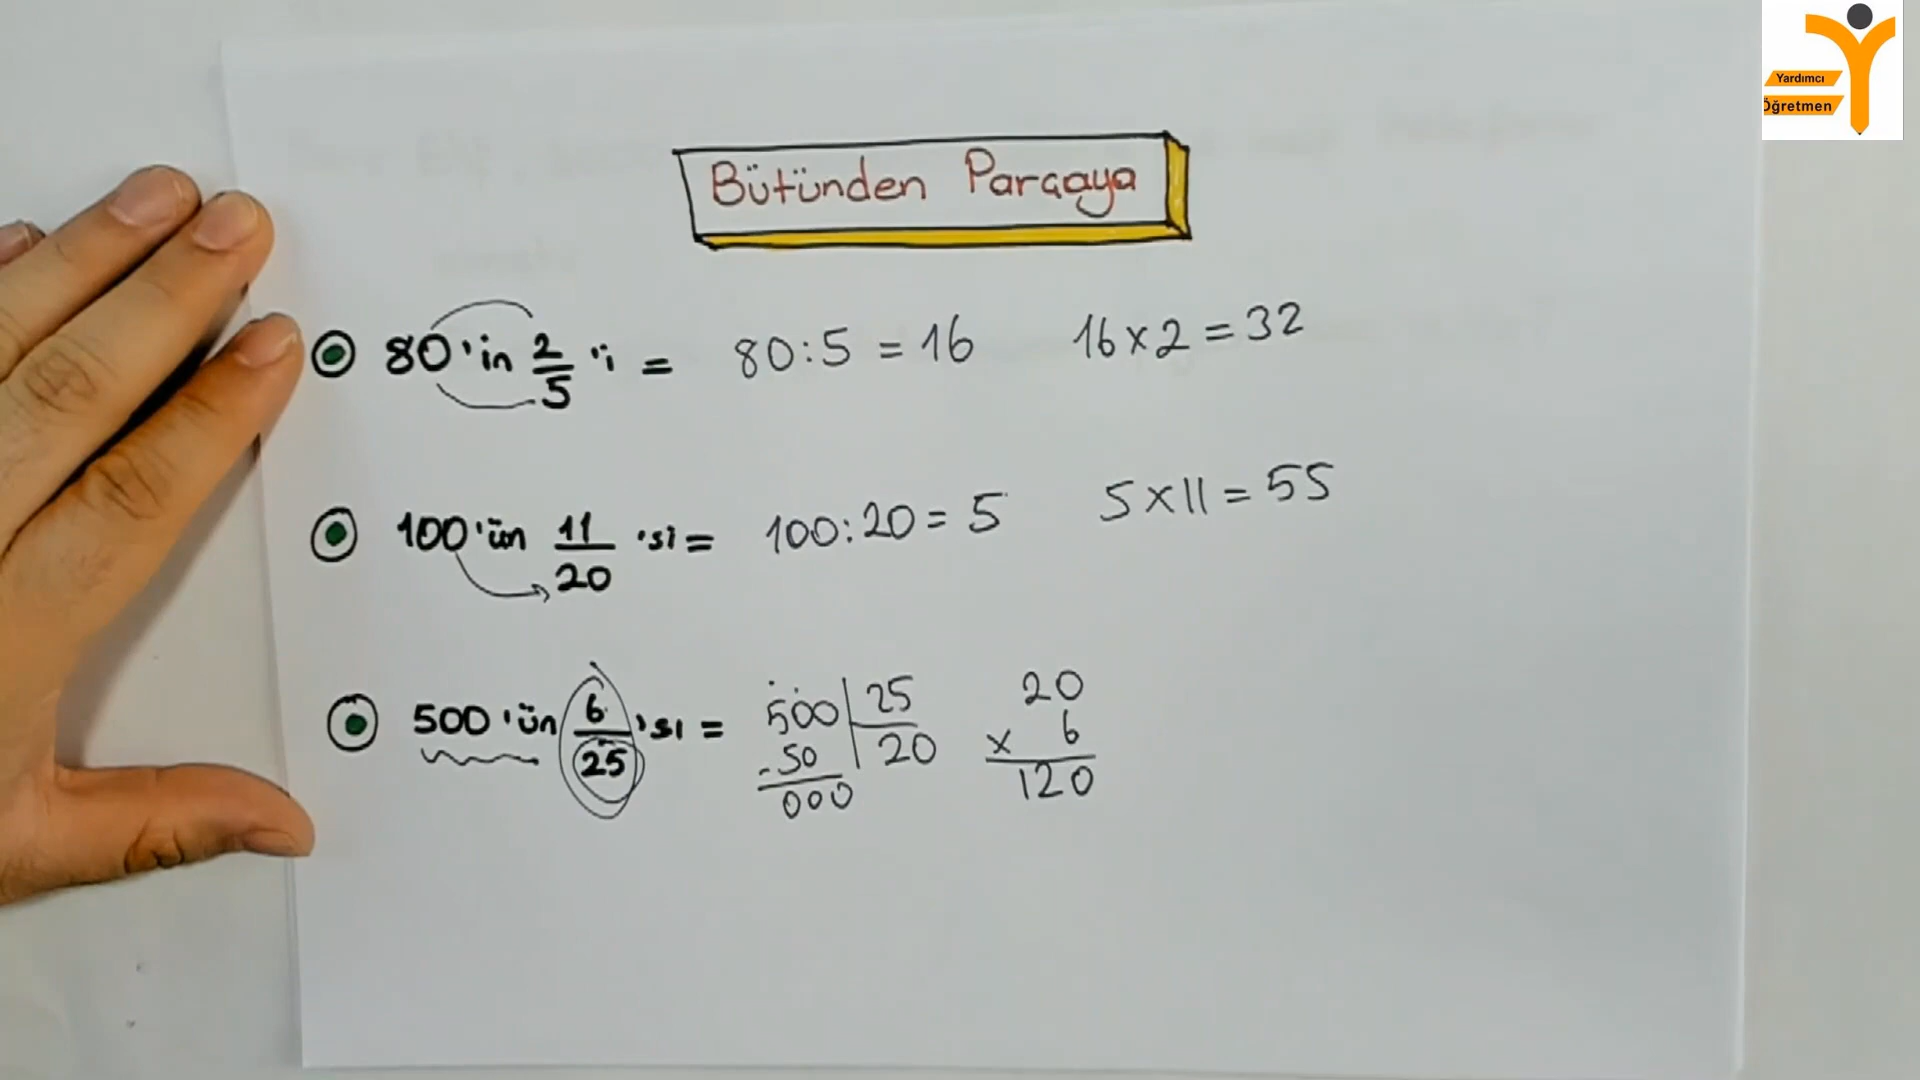 Yardımcı
Öğretmen
Bütünden Parçaya
80'in 2/5 'i = 80:5 = 16 16x2 = 32
100'ün 11/20 'si = 100:20 = 5 5x11 = 55
500'ün 6/25 'sı = 500 | 25 20
-50 | 20 x 6
000 120